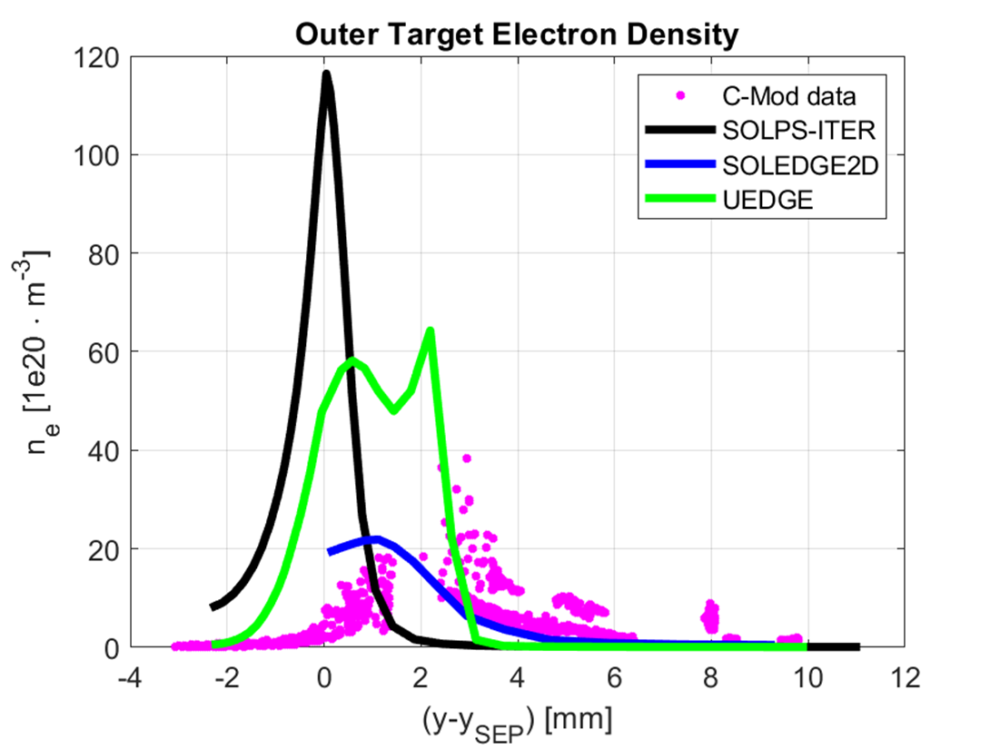 Outer Target Electron Density
120
100
80
60
40
20
0
n_e [1e20 · m^-3]
C-Mod data
SOLPS-ITER
SOLEDGE2D
UEDGE
-4 -2 0 2 4 6 8 10 12
(y-y_SEP) [mm]